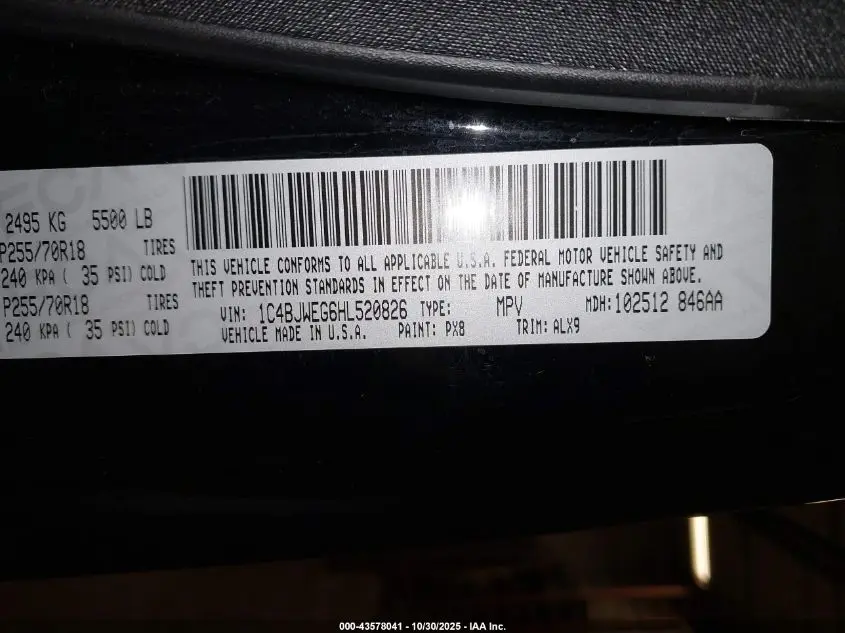 2495 KG 5500 LB
P255/70R18 TIRES
240 KPA ( 35 PSI) COLD
P255/70R18 TIRES
240 KPA ( 35 PSI) COLD
THIS VEHICLE CONFORMS TO ALL APPLICABLE U.S.A. FEDERAL MOTOR VEHICLE SAFETY AND
THEFT PREVENTION STANDARDS IN EFFECT ON THE DATE OF MANUFACTURE SHOWN ABOVE.
VIN: 1C4BJWEG6HL520826 TYPE: MPV MDH:102512 846AA
VEHICLE MADE IN U.S.A. PAINT: PX8 TRIM: ALX9
000-43578041 - 10/30/2025 - IAA Inc.